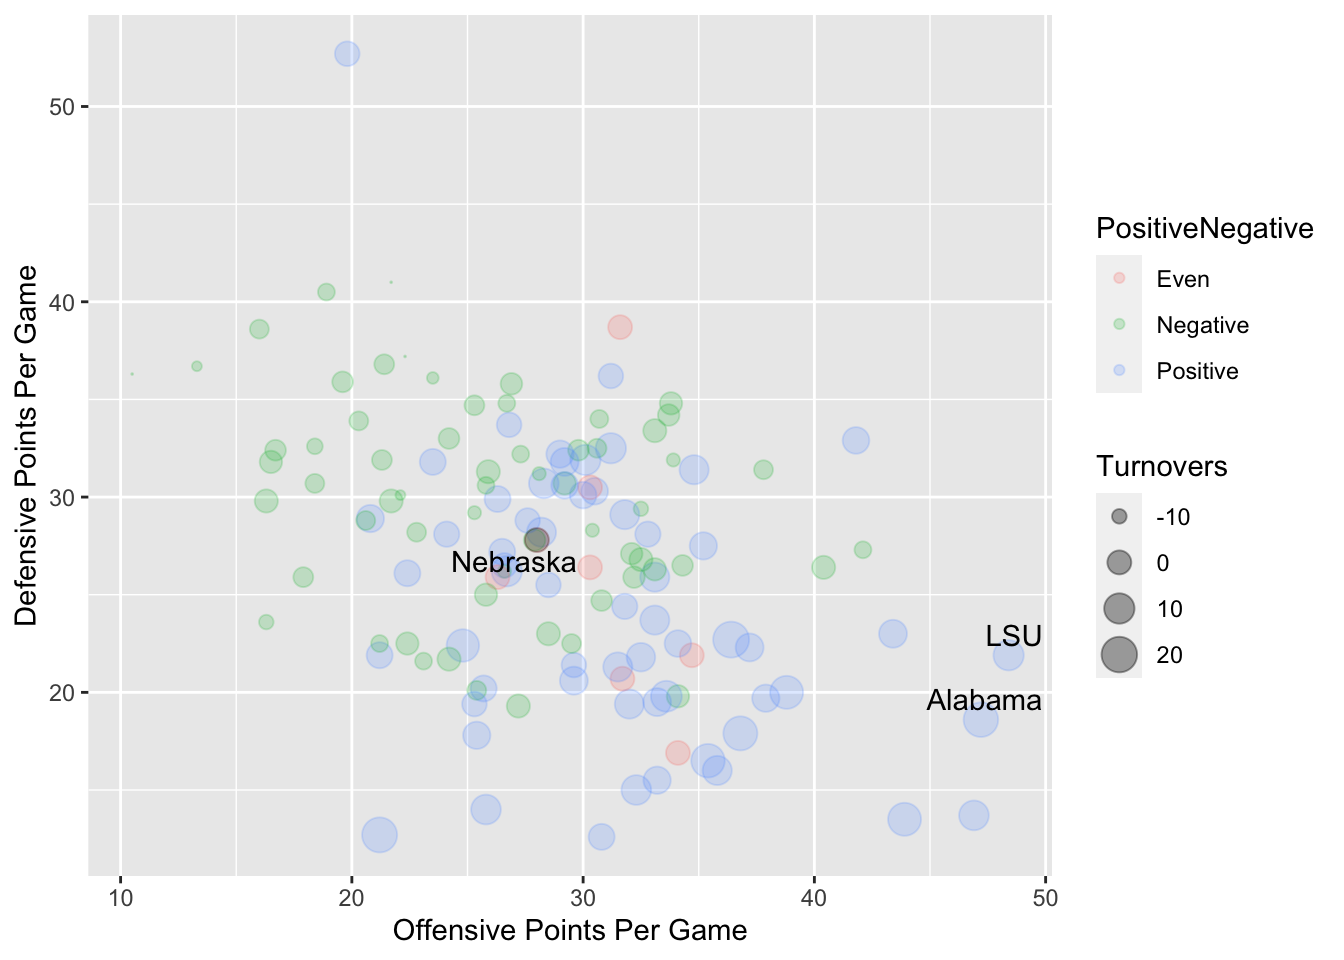 50
40
30
20
10
20
30
40
50
Defensive Points Per Game
Offensive Points Per Game
Nebraska
LSU
Alabama
PositiveNegative
Even
Negative
Positive
Turnovers
-10
0
10
20